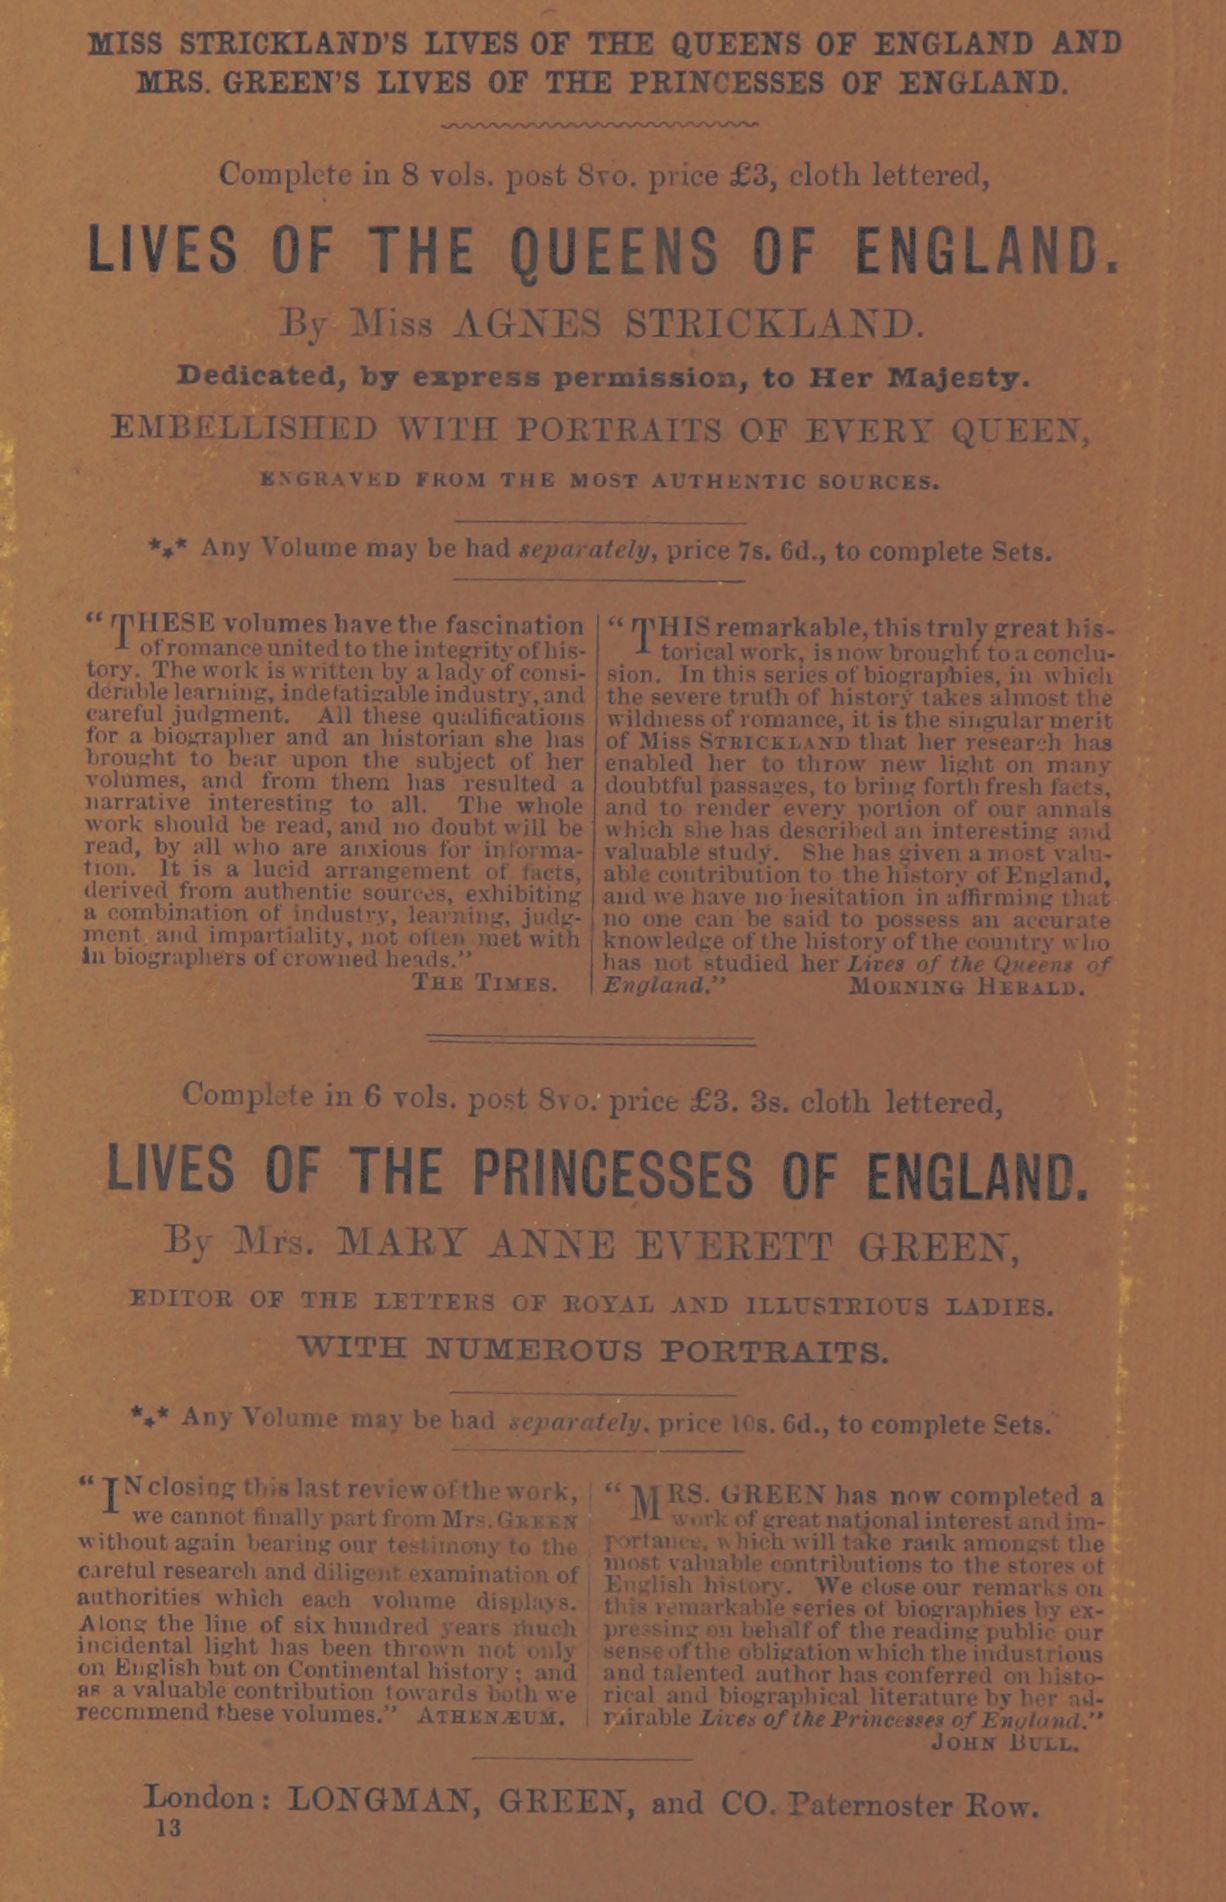 MISS STRICKLAND'S LIVES OF THE QUEENS OF ENGLAND AND
MRS. GREEN'S LIVES OF THE PRINCESSES OF ENGLAND.
Complete in 8 vols. post 8vo. price £3, cloth lettered,
LIVES OF THE QUEENS OF ENGLAND.
By Miss AGNES STRICKLAND.
Dedicated, by express permission, to Her Majesty.
EMBELLISHED WITH PORTRAITS OF EVERY QUEEN,
ENGRAVED FROM THE MOST AUTHENTIC SOURCES.
*** Any Volume may be had separately, price 7s. 6d., to complete Sets.
"THESE volumes have the fascination
of romance united to the integrity of his-
tory. The work is written by a lady of consi-
derable learning, indefatigable industry, and
careful judgment. All these qualifications
for a biographer and an historian she has
brought to bear upon the subject of her
volumes, and from them has resulted a
narrative interesting to all. The whole
work should be read, and no doubt will be
read, by all who are anxious for informa-
tion. It is a lucid arrangement of facts,
derived from authentic sources, exhibiting
a combination of industry, learning, judg-
ment, and impartiality, not often met with
in biographers of crowned heads."
THE TIMES.
"THIS remarkable, this truly great his-
torical work, is now brought to a conclu-
sion. In this series of biographies, in which
the severe truth of history takes almost the
wildness of romance, it is the singular merit
of Miss STRICKLAND that her research has
enabled her to throw new light on many
doubtful passages, to bring forth fresh facts,
and to render every portion of our annals
which she has described an interesting and
valuable study. She has given a most valu-
able contribution to the history of England,
and we have no hesitation in affirming that
no one can be said to possess an accurate
knowledge of the history of the country who
has not studied her Lives of the Queens of
England." MORNING HERALD.
Complete in 6 vols. post 8vo. price £3. 3s. cloth lettered,
LIVES OF THE PRINCESSES OF ENGLAND.
By Mrs. MARY ANNE EVERETT GREEN,
EDITOR OF THE LETTERS OF ROYAL AND ILLUSTRIOUS LADIES.
WITH NUMEROUS PORTRAITS.
*** Any Volume may be had separately, price 10s. 6d., to complete Sets.
"IN closing this last review of the work,
we cannot finally part from Mrs. GREEN
without again bearing our testimony to the
careful research and diligent examination of
authorities which each volume displays.
Along the line of six hundred years much
incidental light has been thrown not only
on English but on Continental history; and
as a valuable contribution towards both we
recommend these volumes." ATHENÆUM.
"MRS. GREEN has now completed a
work of great national interest and im-
portance, which will take rank amongst the
most valuable contributions to the stores of
English history. We close our remarks on
this remarkable series of biographies by ex-
pressing on behalf of the reading public our
sense of the obligation which the industrious
and talented author has conferred on histo-
rical and biographical literature by her ad-
mirable Lives of the Princesses of England."
JOHN BULL.
London: LONGMAN, GREEN, and CO. Paternoster Row.
13